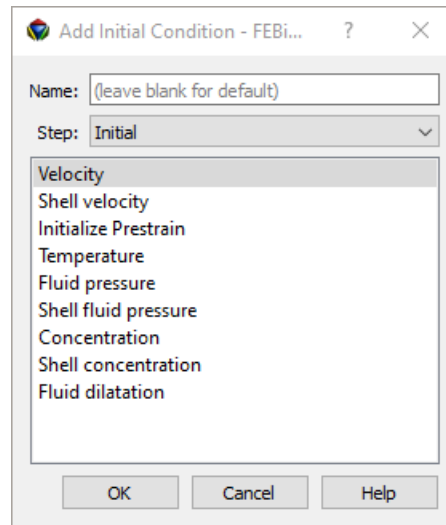 Add Initial Condition - FEBi... ?
Name: (leave blank for default)
Step: Initial
Velocity
Shell velocity
Initialize Prestrain
Temperature
Fluid pressure
Shell fluid pressure
Concentration
Shell concentration
Fluid dilatation
OK Cancel Help